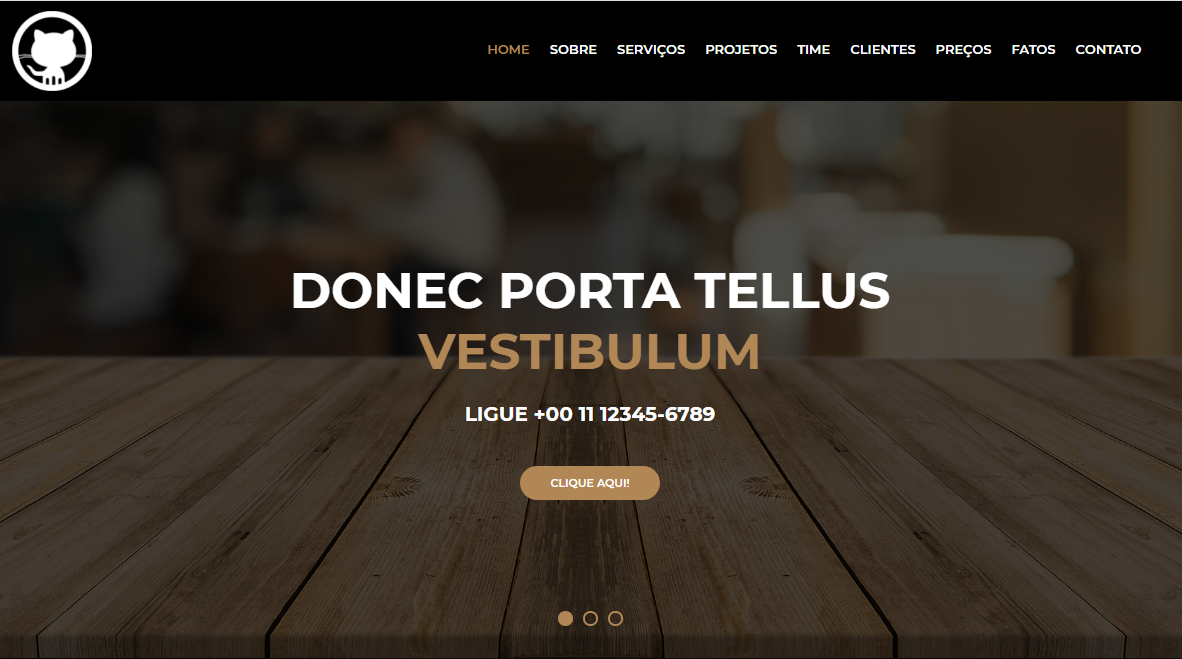 HOME SOBRE SERVIÇOS PROJETOS TIME CLIENTES PREÇOS FATOS CONTATO
DONEC PORTA TELLUS
VESTIBULUM
LIGUE +00 11 12345-6789
CLIQUE AQUI!